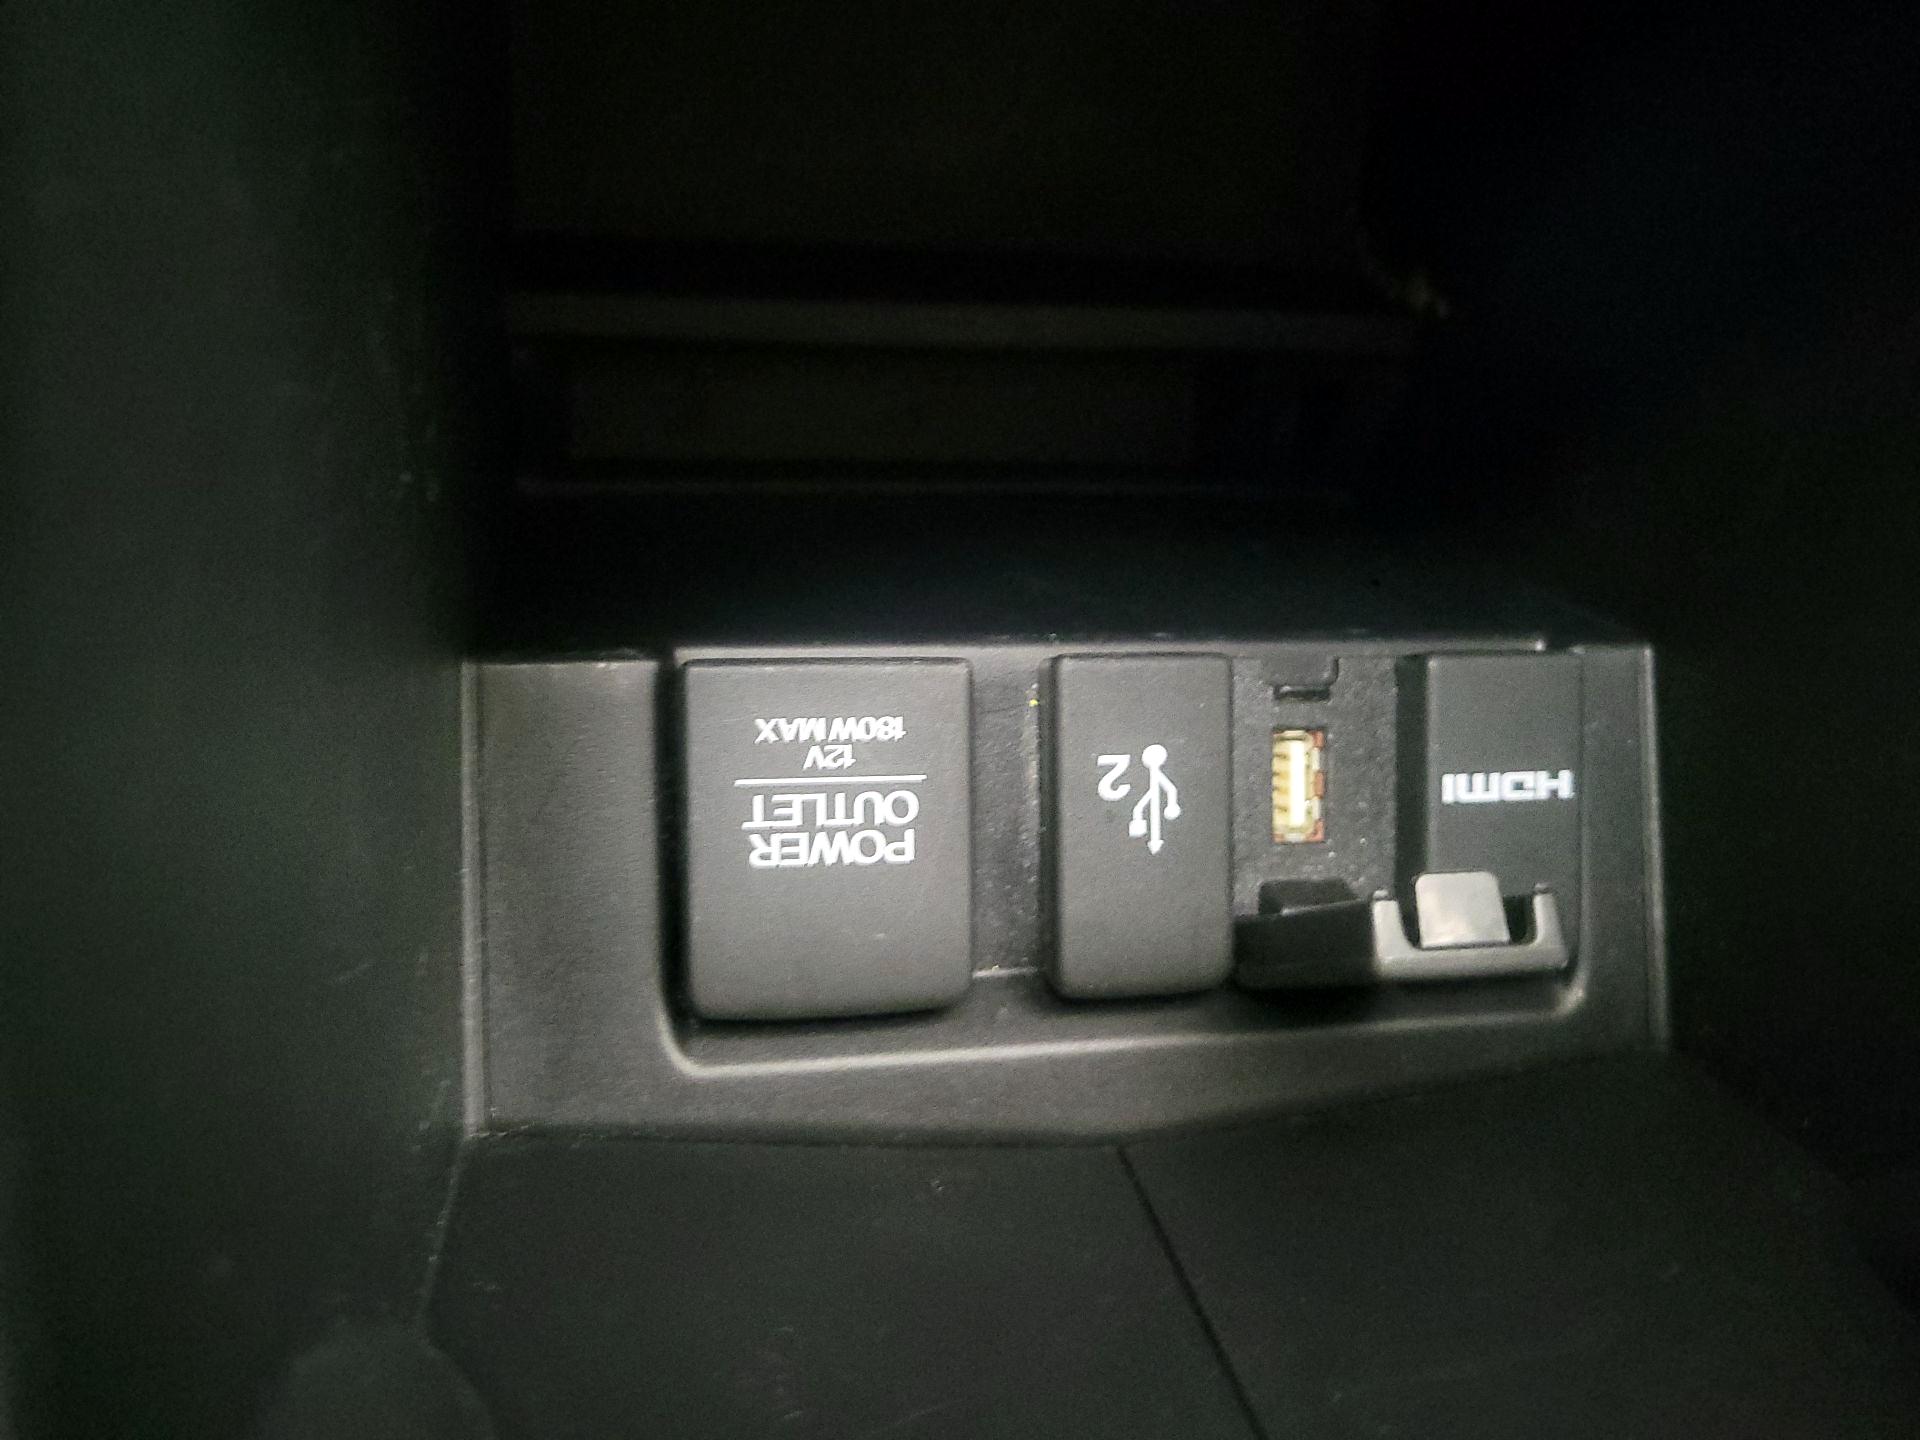 POWER
OUTLET
12V
180W MAX
2
HDMI